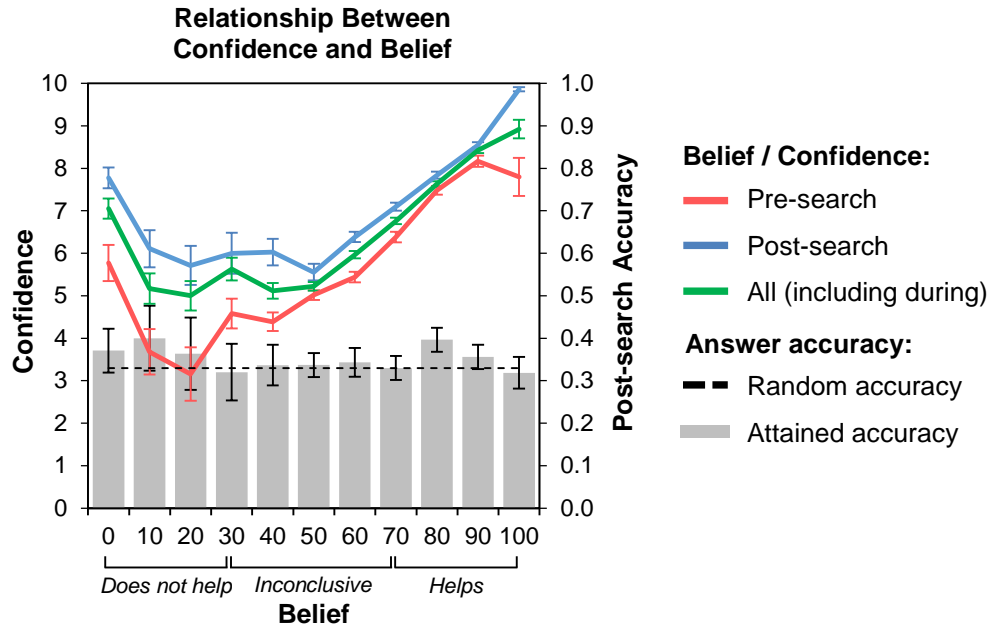 Relationship Between
Confidence and Belief
Confidence
10
9
8
7
6
5
4
3
2
1
0
1.0
0.9
0.8
0.7
0.6
0.5
0.4
0.3
0.2
0.1
0.0
Post-search Accuracy
0 10 20 30 40 50 60 70 80 90 100
Does not help Inconclusive Helps
Belief
Belief / Confidence:
Pre-search
Post-search
All (including during)
Answer accuracy:
Random accuracy
Attained accuracy